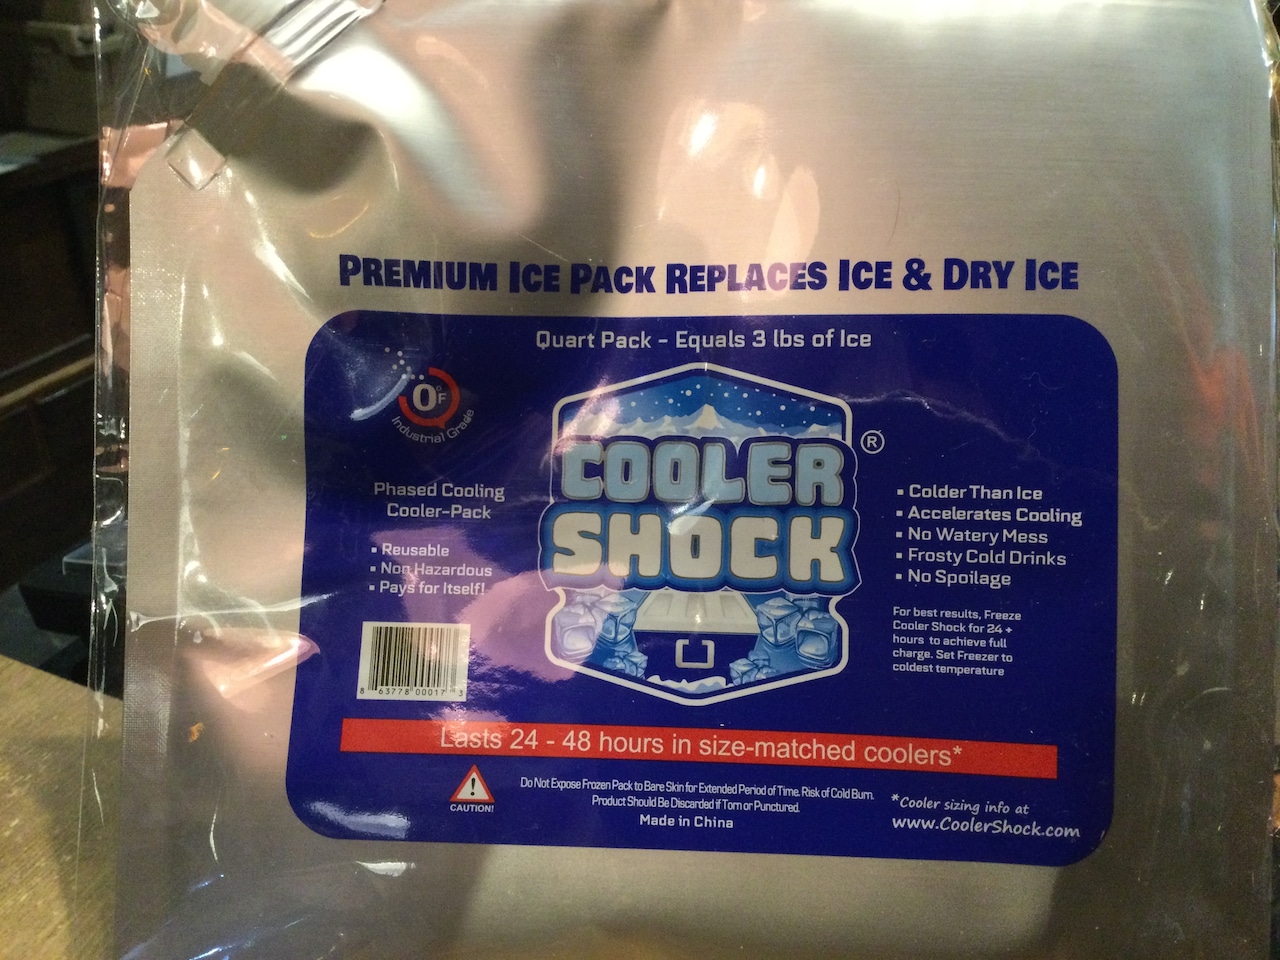 PREMIUM ICE PACK REPLACES ICE & DRY ICE
Quart Pack - Equals 3 lbs of Ice
0°F
Industrial Grade
COOLER
SHOCK
®
Phased Cooling
Cooler-Pack
▪ Reusable
▪ Non Hazardous
▪ Pays for Itself!
▪ Colder Than Ice
▪ Accelerates Cooling
▪ No Watery Mess
▪ Frosty Cold Drinks
▪ No Spoilage
For best results, Freeze
Cooler Shock for 24 +
hours to achieve full
charge. Set Freezer to
coldest temperature
8 63778 00017 3
Lasts 24 - 48 hours in size-matched coolers*
CAUTION!
Do Not Expose Frozen Pack to Bare Skin for Extended Period of Time. Risk of Cold Burn.
Product Should Be Discarded if Torn or Punctured.
Made in China
*Cooler sizing info at
www.CoolerShock.com